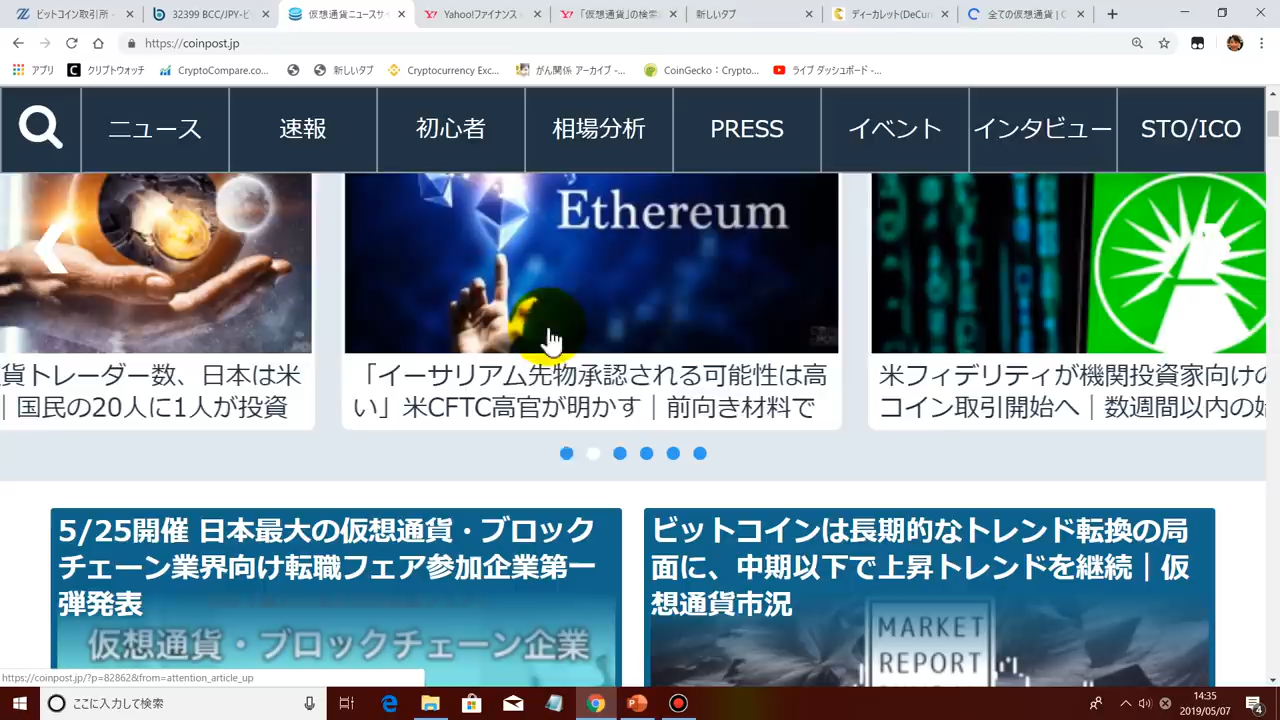 ビットコイン取引所・
32399 BCC/JPY-ビ
仮想通貨ニュースサ
Yahoo!ファイナンス
「仮想通貨」の検索
新しいタブ
ディーカレット(DeCur
全ての仮想通貨 | C
https://coinpost.jp
アプリ
クリプトウォッチ
CryptoCompare.co...
新しいタブ
Cryptocurrency Exc...
がん関係 アーカイブ -...
CoinGecko：Crypto...
ライブ ダッシュボード -...
ニュース
速報
初心者
相場分析
PRESS
イベント
インタビュー
STO/ICO
Ethereum
貨トレーダー数、日本は米
｜国民の20人に1人が投資
「イーサリアム先物承認される可能性は高
い」米CFTC高官が明かす｜前向き材料で
米フィデリティが機関投資家向けの
コイン取引開始へ｜数週間以内の始
5/25開催 日本最大の仮想通貨・ブロック
チェーン業界向け転職フェア参加企業第一
弾発表
仮想通貨・ブロックチェーン企業
ビットコインは長期的なトレンド転換の局
面に、中期以下で上昇トレンドを継続｜仮
想通貨市況
MARKET
REPORT
https://coinpost.jp/?p=82862&from=attention_article_up
ここに入力して検索
14:35
2019/05/07
4